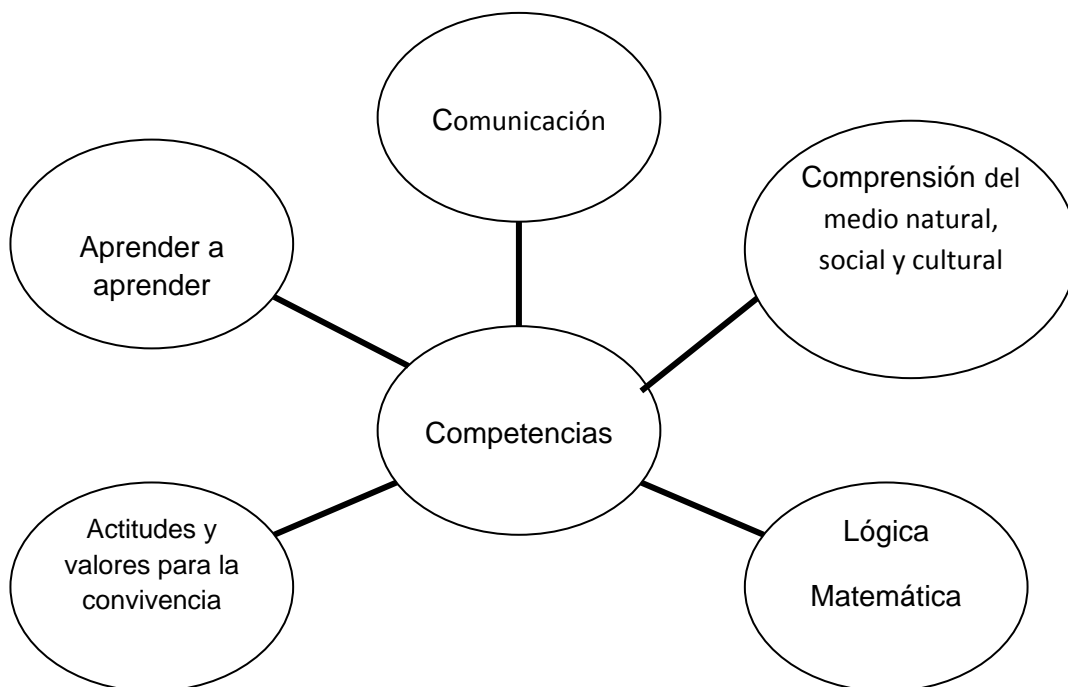 Comunicación
Comprensión del
medio natural,
social y cultural
Aprender a
aprender
Competencias
Actitudes y
valores para la
convivencia
Lógica
Matemática